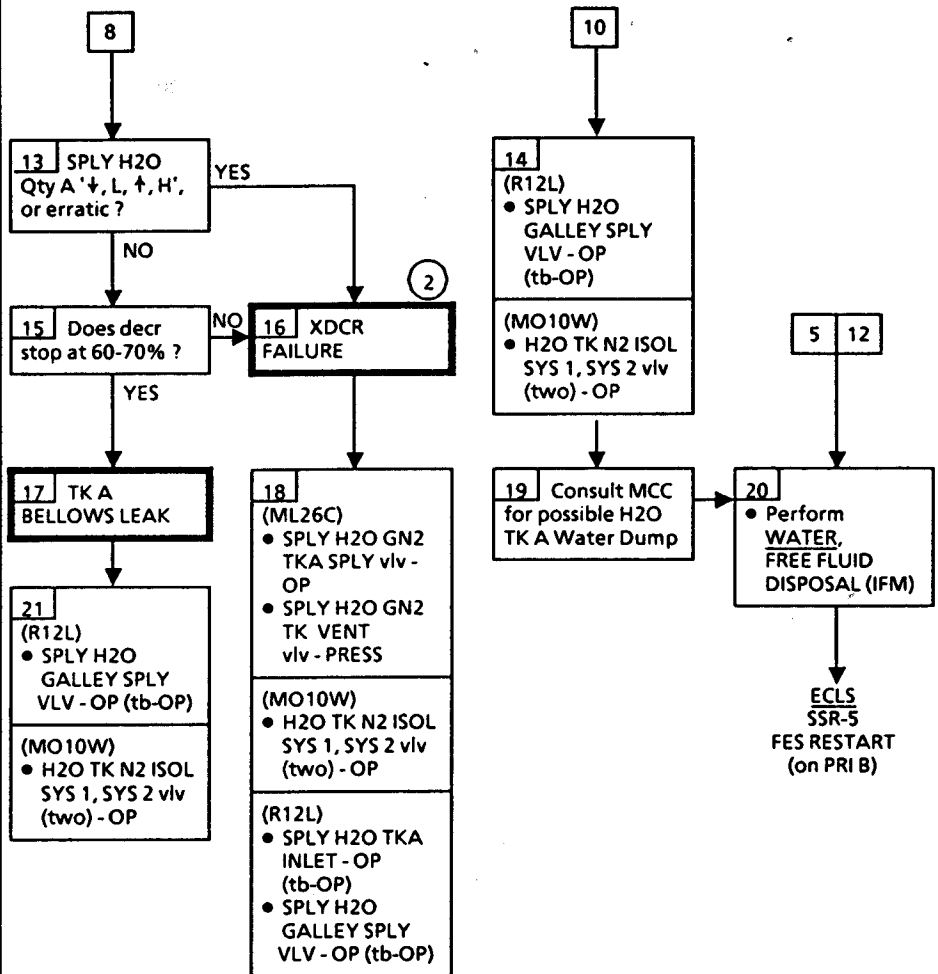 8
13 SPLY H2O
Qty A '↓, L, ↑, H',
or erratic ?
YES
NO
15 Does decr
stop at 60-70% ?
NO
YES
2
16 XDCR
FAILURE
17 TK A
BELLOWS LEAK
21
(R12L)
• SPLY H2O
GALLEY SPLY
VLV - OP (tb-OP)
(MO10W)
• H2O TK N2 ISOL
SYS 1, SYS 2 vlv
(two) - OP
18
(ML26C)
• SPLY H2O GN2
TKA SPLY vlv -
OP
• SPLY H2O GN2
TK VENT
vlv - PRESS
(MO10W)
• H2O TK N2 ISOL
SYS 1, SYS 2 vlv
(two) - OP
(R12L)
• SPLY H2O TKA
INLET - OP
(tb-OP)
• SPLY H2O
GALLEY SPLY
VLV - OP (tb-OP)
10
14
(R12L)
• SPLY H2O
GALLEY SPLY
VLV - OP
(tb-OP)
(MO10W)
• H2O TK N2 ISOL
SYS 1, SYS 2 vlv
(two) - OP
19 Consult MCC
for possible H2O
TK A Water Dump
5 12
20
• Perform
WATER,
FREE FLUID
DISPOSAL (IFM)
ECLS
SSR-5
FES RESTART
(on PRI B)